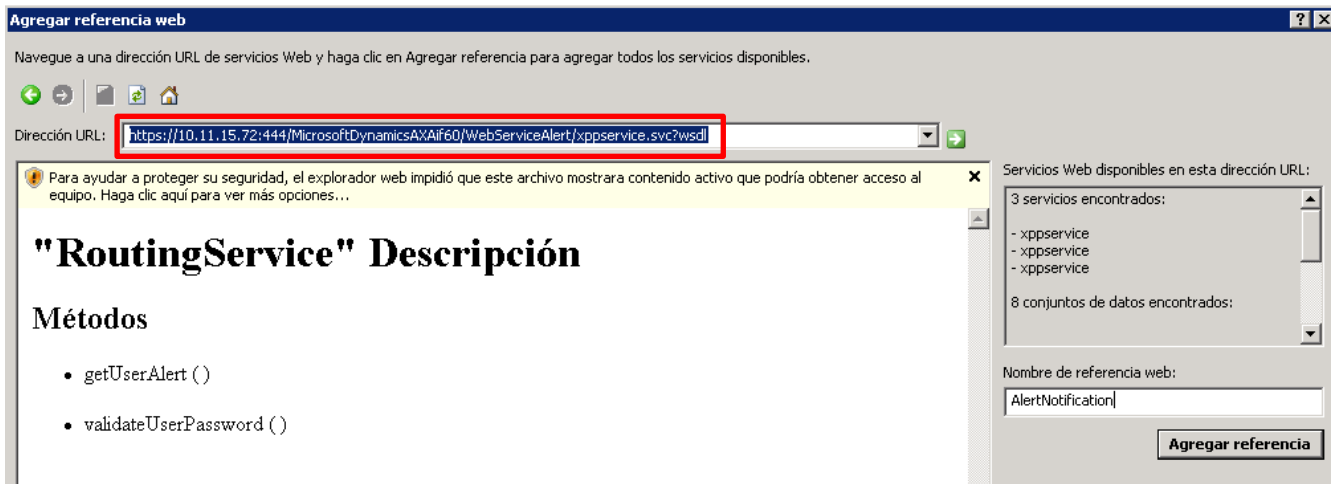 Agregar referencia web
Navegue a una dirección URL de servicios Web y haga clic en Agregar referencia para agregar todos los servicios disponibles.
Dirección URL: https://10.11.15.72:444/MicrosoftDynamicsAXAif60/WebServiceAlert/xppservice.svc?wsdl
Para ayudar a proteger su seguridad, el explorador web impidió que este archivo mostrara contenido activo que podría obtener acceso al
equipo. Haga clic aquí para ver más opciones...
"RoutingService" Descripción
Métodos
• getUserAlert ( )
• validateUserPassword ( )
Servicios Web disponibles en esta dirección URL:
3 servicios encontrados:
- xppservice
- xppservice
- xppservice
8 conjuntos de datos encontrados:
Nombre de referencia web:
AlertNotification
Agregar referencia